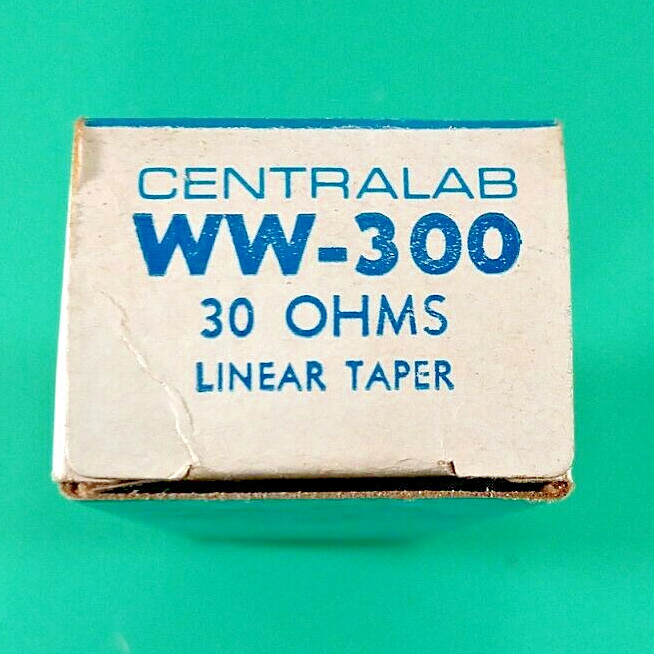 CENTRALAB
WW-300
30 OHMS
LINEAR TAPER